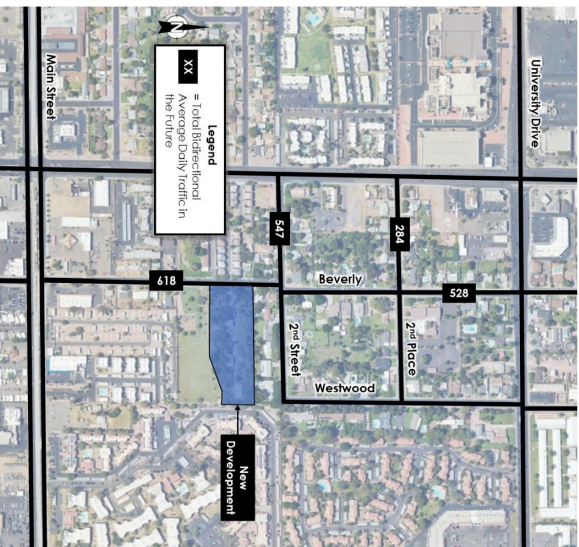 University Drive
284
528
2nd Place
547
Beverly
2nd Street
Westwood
N
Legend
XX = Total Bidirectional
Average Daily Traffic in
the Future
618
New
Development
Main Street